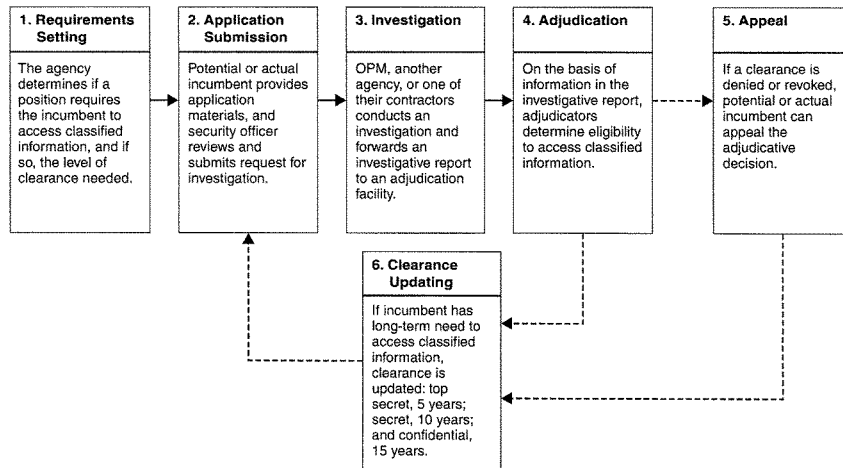 1. Requirements
Setting
The agency
determines if a
position requires
the incumbent to
access classified
information, and if
so, the level of
clearance needed.
2. Application
Submission
Potential or actual
incumbent provides
application
materials, and
security officer
reviews and
submits request for
investigation.
3. Investigation
OPM, another
agency, or one of
their contractors
conducts an
investigation and
forwards an
investigative report
to an adjudication
facility.
4. Adjudication
On the basis of
information in the
investigative report,
adjudicators
determine eligibility
to access classified
information.
5. Appeal
If a clearance is
denied or revoked,
potential or actual
incumbent can
appeal the
adjudicative
decision.
6. Clearance
Updating
If incumbent has
long-term need to
access classified
information,
clearance is
updated: top
secret, 5 years;
secret, 10 years;
and confidential,
15 years.